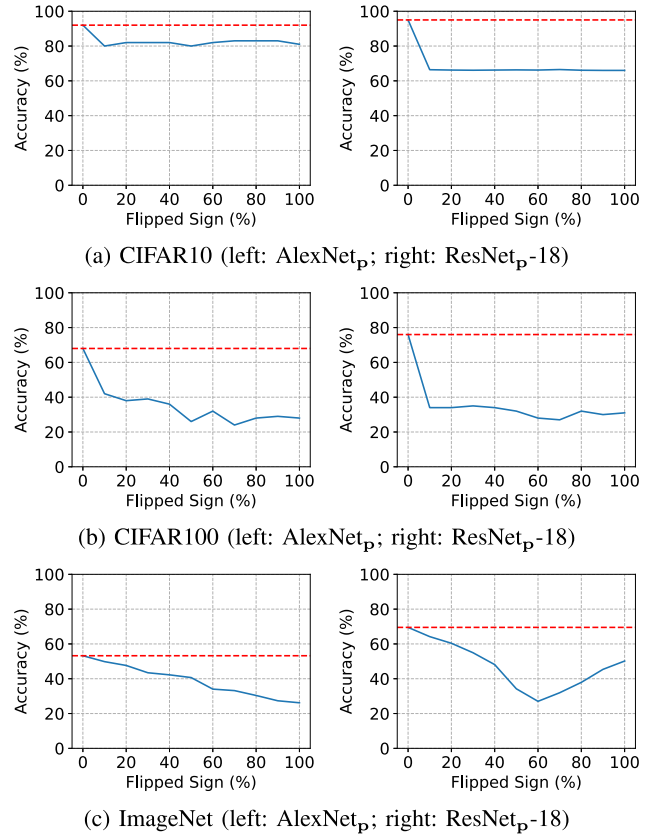 100
80
60
40
20
0
Accuracy (%)
0 20 40 60 80 100
Flipped Sign (%)
100
80
60
40
20
0
Accuracy (%)
0 20 40 60 80 100
Flipped Sign (%)
(a) CIFAR10 (left: AlexNetp; right: ResNetp-18)
100
80
60
40
20
0
Accuracy (%)
0 20 40 60 80 100
Flipped Sign (%)
100
80
60
40
20
0
Accuracy (%)
0 20 40 60 80 100
Flipped Sign (%)
(b) CIFAR100 (left: AlexNetp; right: ResNetp-18)
100
80
60
40
20
0
Accuracy (%)
0 20 40 60 80 100
Flipped Sign (%)
100
80
60
40
20
0
Accuracy (%)
0 20 40 60 80 100
Flipped Sign (%)
(c) ImageNet (left: AlexNetp; right: ResNetp-18)